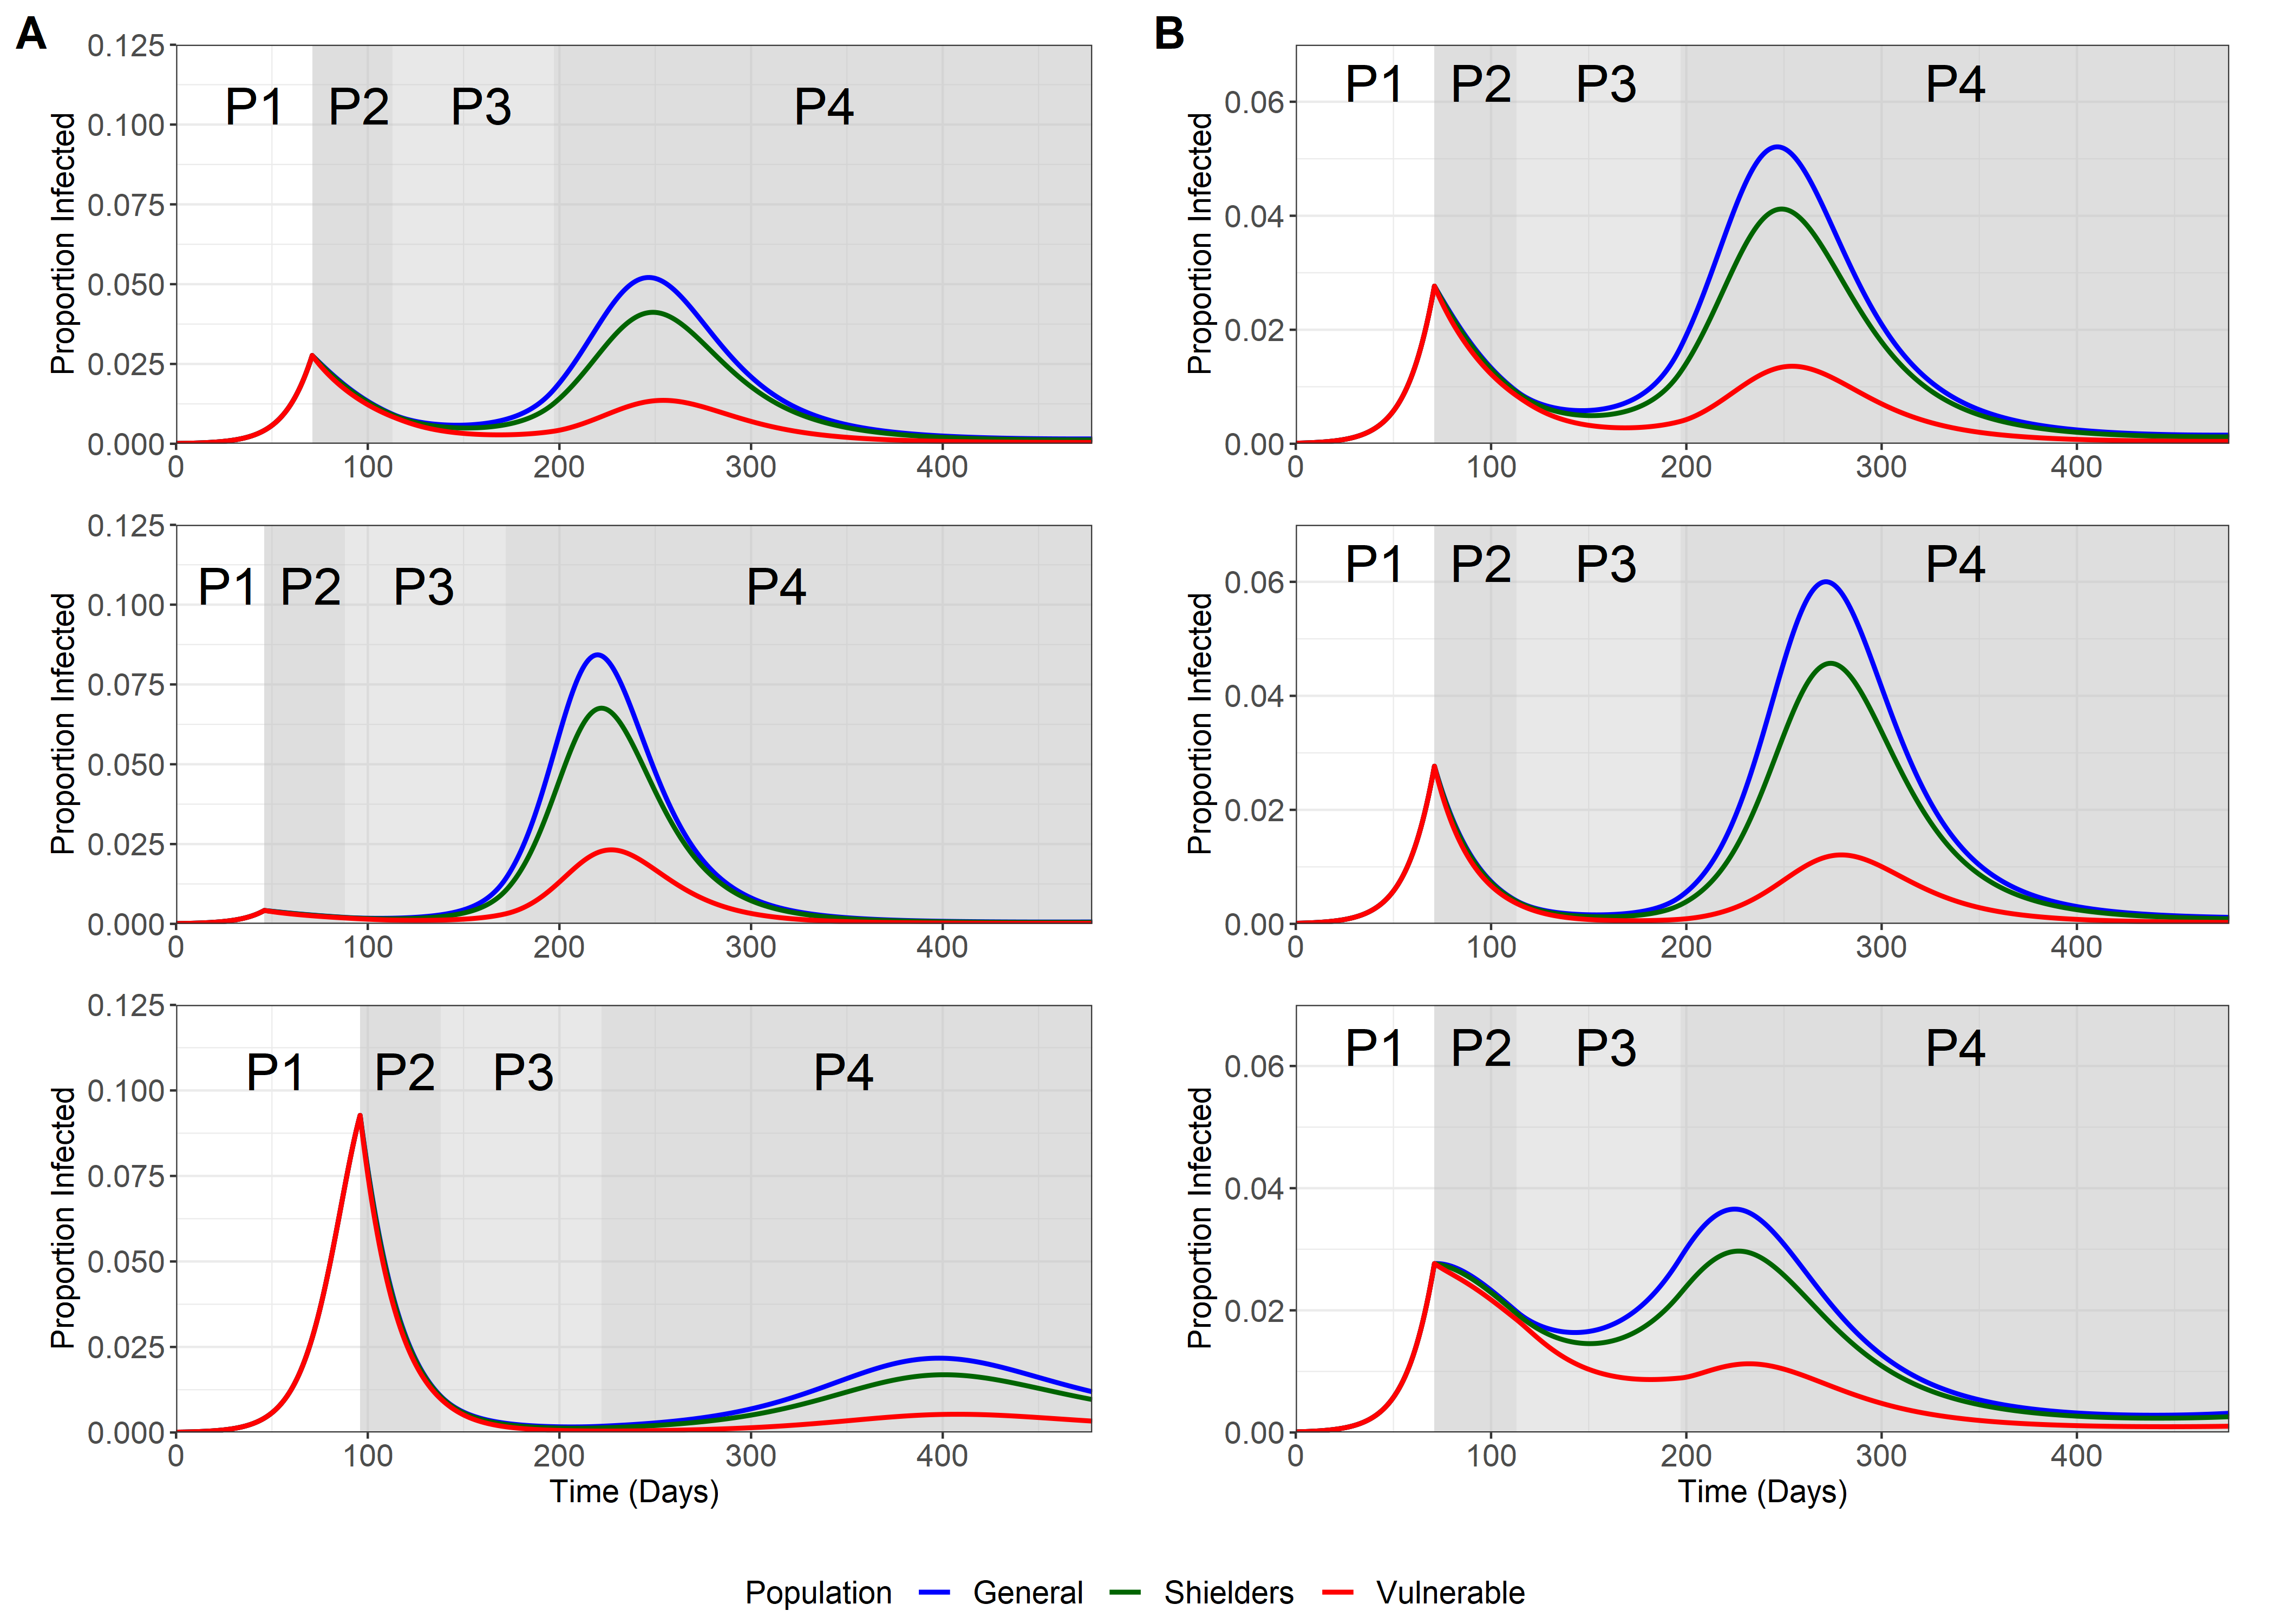 A
Proportion Infected
0.125
0.100
0.075
0.050
0.025
0.000
P1 P2 P3 P4
0 100 200 300 400
Proportion Infected
0.125
0.100
0.075
0.050
0.025
0.000
P1 P2 P3 P4
0 100 200 300 400
Proportion Infected
0.125
0.100
0.075
0.050
0.025
0.000
P1 P2 P3 P4
0 100 200 300 400
Time (Days)
B
Proportion Infected
0.06
0.04
0.02
0.00
P1 P2 P3 P4
0 100 200 300 400
Proportion Infected
0.06
0.04
0.02
0.00
P1 P2 P3 P4
0 100 200 300 400
Proportion Infected
0.06
0.04
0.02
0.00
P1 P2 P3 P4
0 100 200 300 400
Time (Days)
Population General Shielders Vulnerable